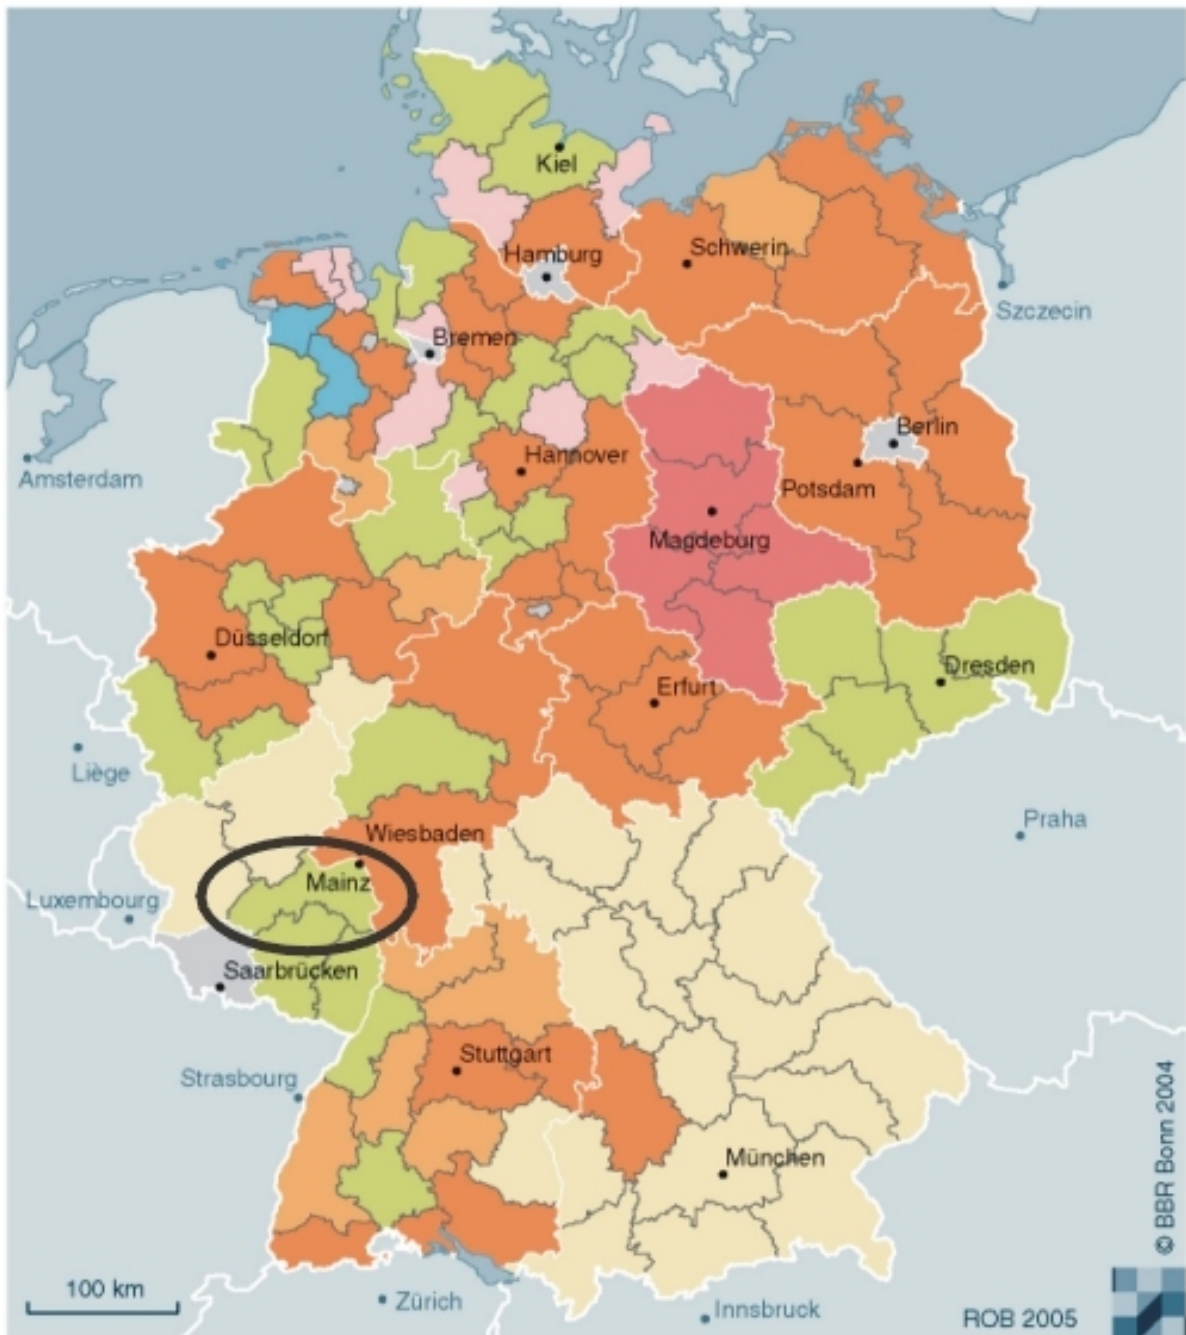 Kiel
Hamburg
Schwerin
Szczecin
Bremen
Berlin
Amsterdam
Hannover
Potsdam
Magdeburg
Düsseldorf
Dresden
Erfurt
Liège
Praha
Wiesbaden
Mainz
Luxembourg
Saarbrücken
Stuttgart
Strasbourg
München
© BBR Bonn 2004
100 km
Zürich
Innsbruck
ROB 2005